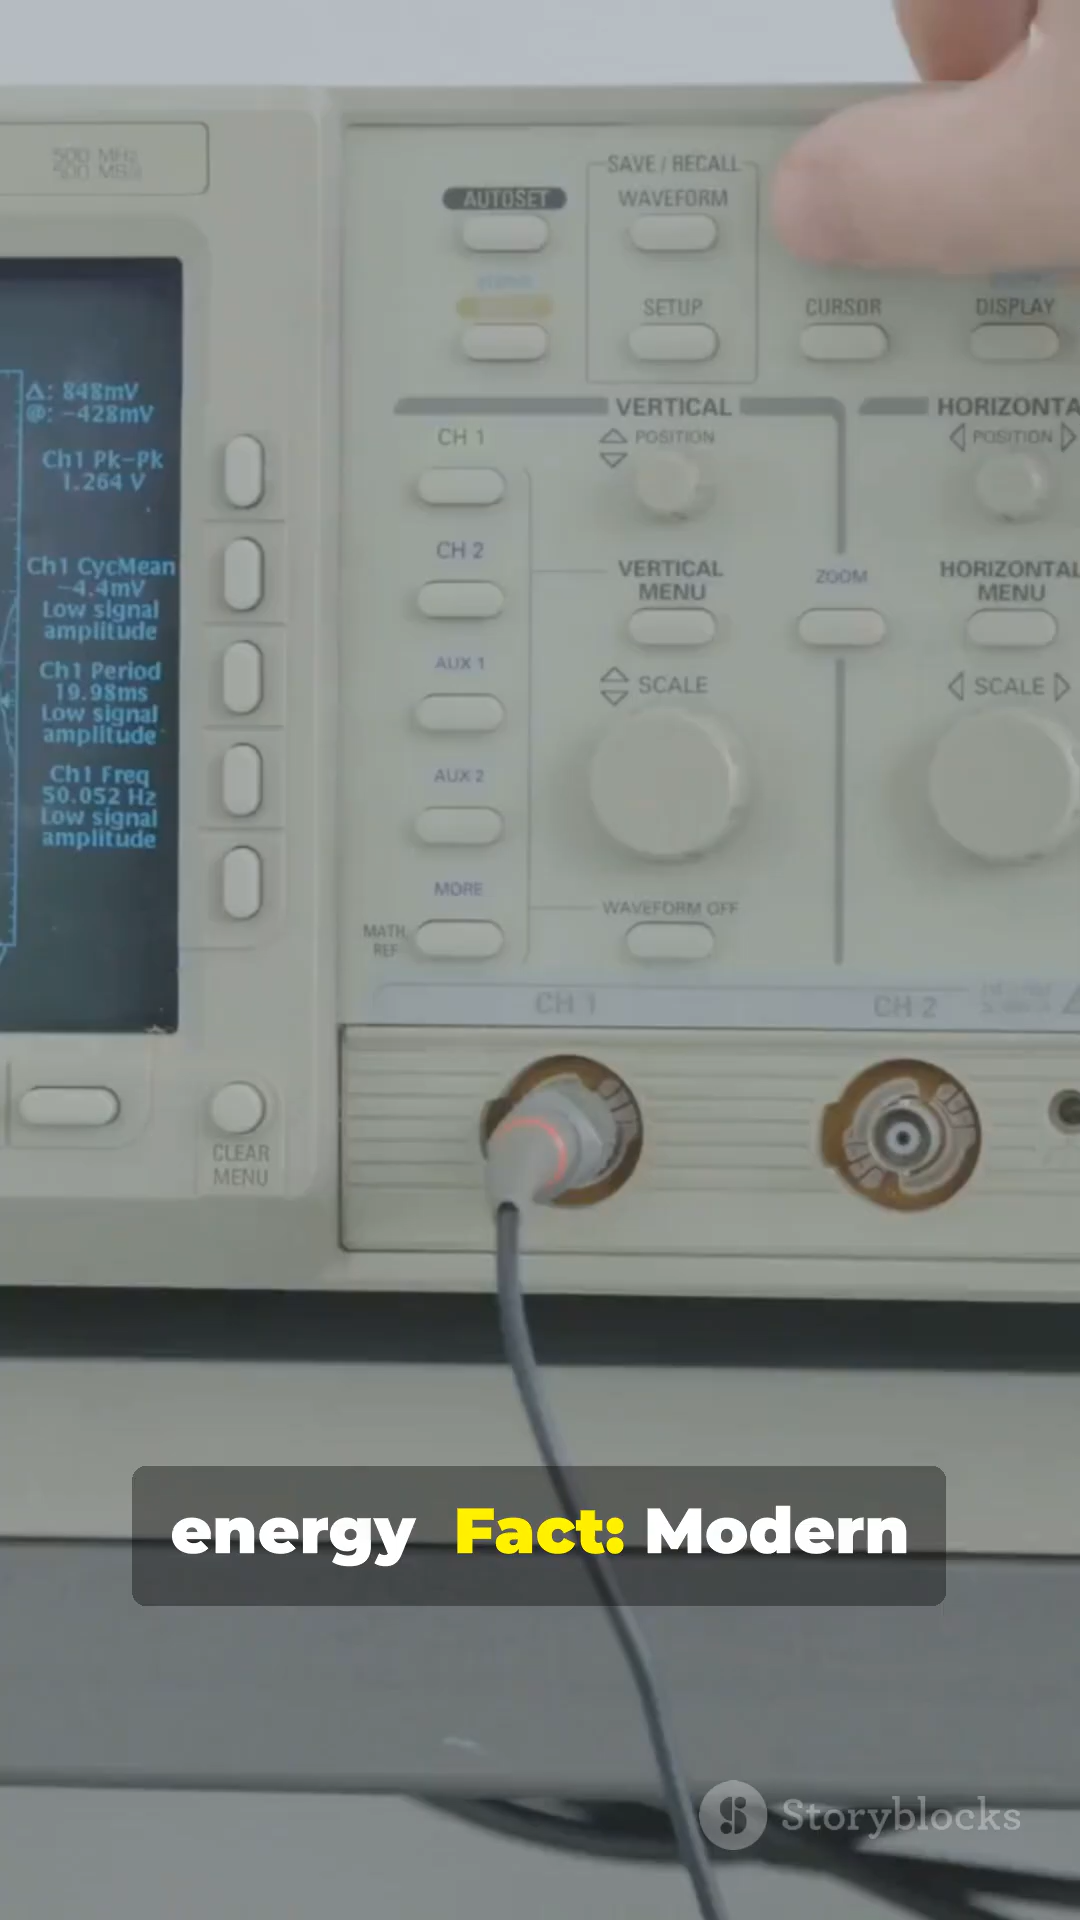 500 MHz
500 MS/s
AUTOSET
SAVE / RECALL
WAVEFORM
SETUP
CURSOR
DISPLAY
Δ: 848mV
@: -428mV
Ch1 Pk-Pk
1.264 V
Ch1 CycMean
-4.4mV
Low signal
amplitude
Ch1 Period
19.98ms
Low signal
amplitude
Ch1 Freq
50.052 Hz
Low signal
amplitude
VERTICAL
HORIZONTA
CH 1
POSITION
POSITION
CH 2
VERTICAL
MENU
ZOOM
HORIZONTAL
MENU
AUX 1
SCALE
SCALE
AUX 2
MORE
MATH
REF
WAVEFORM OFF
CH 1
CH 2
CLEAR
MENU
energy Fact: Modern
Storyblocks